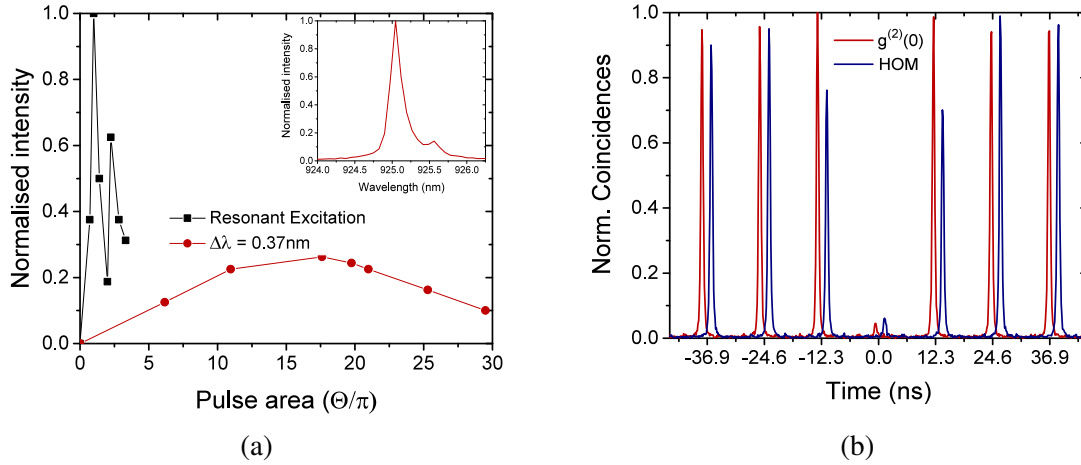 Normalised intensity
1.0
0.8
0.6
0.4
0.2
0.0
0 5 10 15 20 25 30
Pulse area (Θ/π)
Resonant Excitation
Δλ = 0.37nm
Normalised intensity
1.0
0.8
0.6
0.4
0.2
0.0
924.0 924.5 925.0 925.5 926.0
Wavelength (nm)
(a)
Norm. Coincidences
1.0
0.8
0.6
0.4
0.2
0.0
-36.9 -24.6 -12.3 0.0 12.3 24.6 36.9
Time (ns)
g⁽²⁾(0)
HOM
(b)